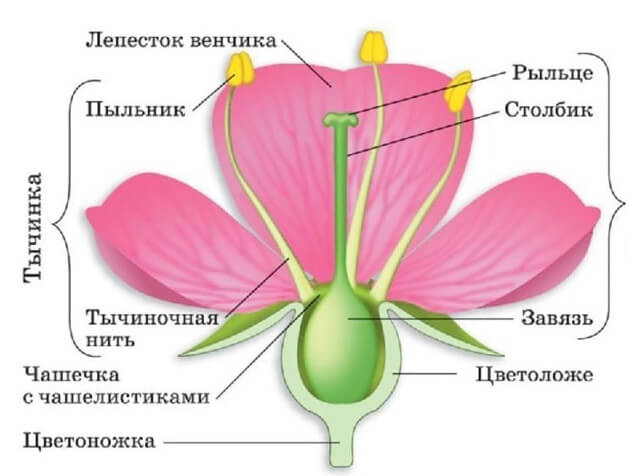 Лепесток венчика
Пыльник
Тычинка
Тычиночная
нить
Чашечка
с чашелистиками
Цветоножка
Рыльце
Столбик
Завязь
Цветоложе